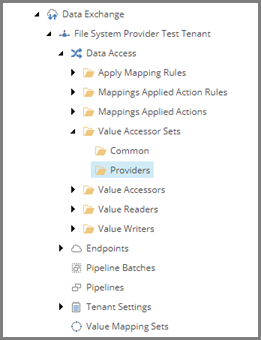 Data Exchange
File System Provider Test Tenant
Data Access
Apply Mapping Rules
Mappings Applied Action Rules
Mappings Applied Actions
Value Accessor Sets
Common
Providers
Value Accessors
Value Readers
Value Writers
Endpoints
Pipeline Batches
Pipelines
Tenant Settings
Value Mapping Sets